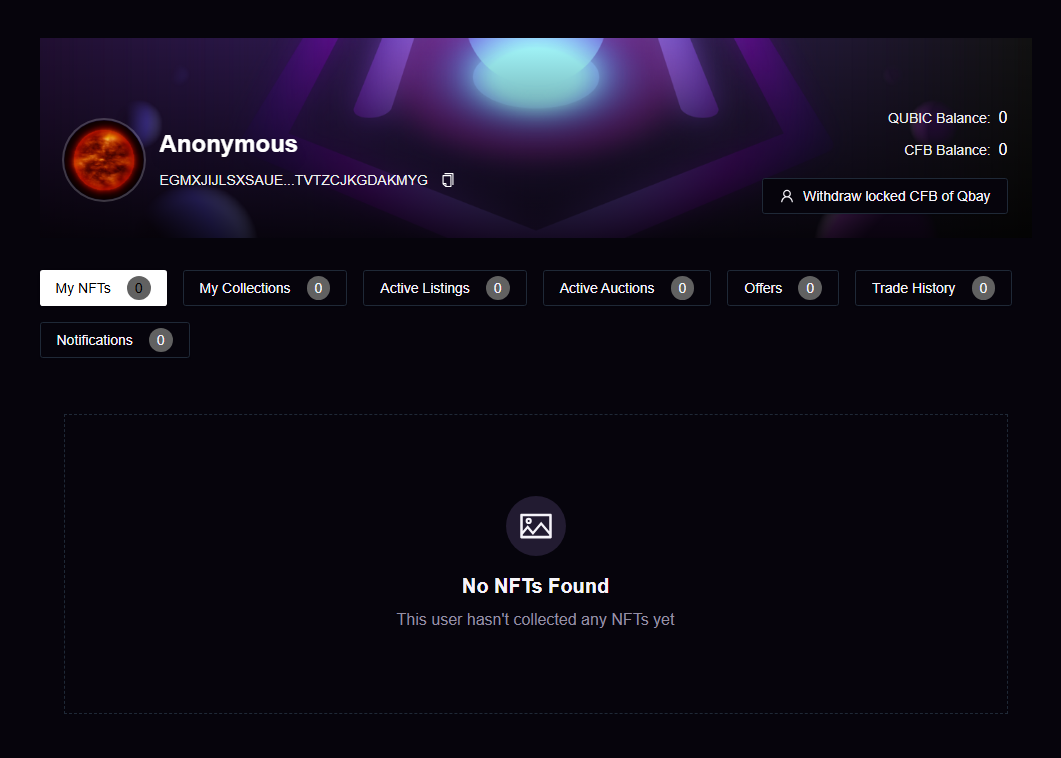 QUBIC Balance: 0
Anonymous
CFB Balance: 0
EGMXJIJLSXSAUE...TVTZCJKGDAKMYG
Withdraw locked CFB of Qbay
My NFTs 0 My Collections 0 Active Listings 0 Active Auctions 0 Offers 0 Trade History 0
Notifications 0
No NFTs Found
This user hasn't collected any NFTs yet